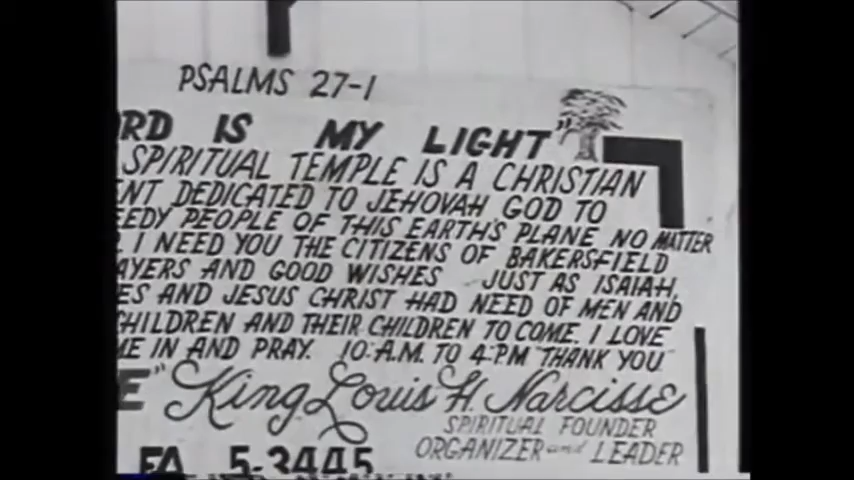 PSALMS 27-1
RD IS MY LIGHT"
SPIRITUAL TEMPLE IS A CHRISTIAN
NT DEDICATED TO JEHOVAH GOD TO
EEDY PEOPLE OF THIS EARTH'S PLANE NO MATTER
I NEED YOU THE CITIZENS OF BAKERSFIELD
AYERS AND GOOD WISHES JUST AS ISAIAH,
ES AND JESUS CHRIST HAD NEED OF MEN AND
HILDREN AND THEIR CHILDREN TO COME. I LOVE
ME IN AND PRAY. 10:A.M. TO 4:P.M THANK YOU
E" King Louis H. Narcisse
SPIRITUAL FOUNDER
ORGANIZER and LEADER
FA 5-3445